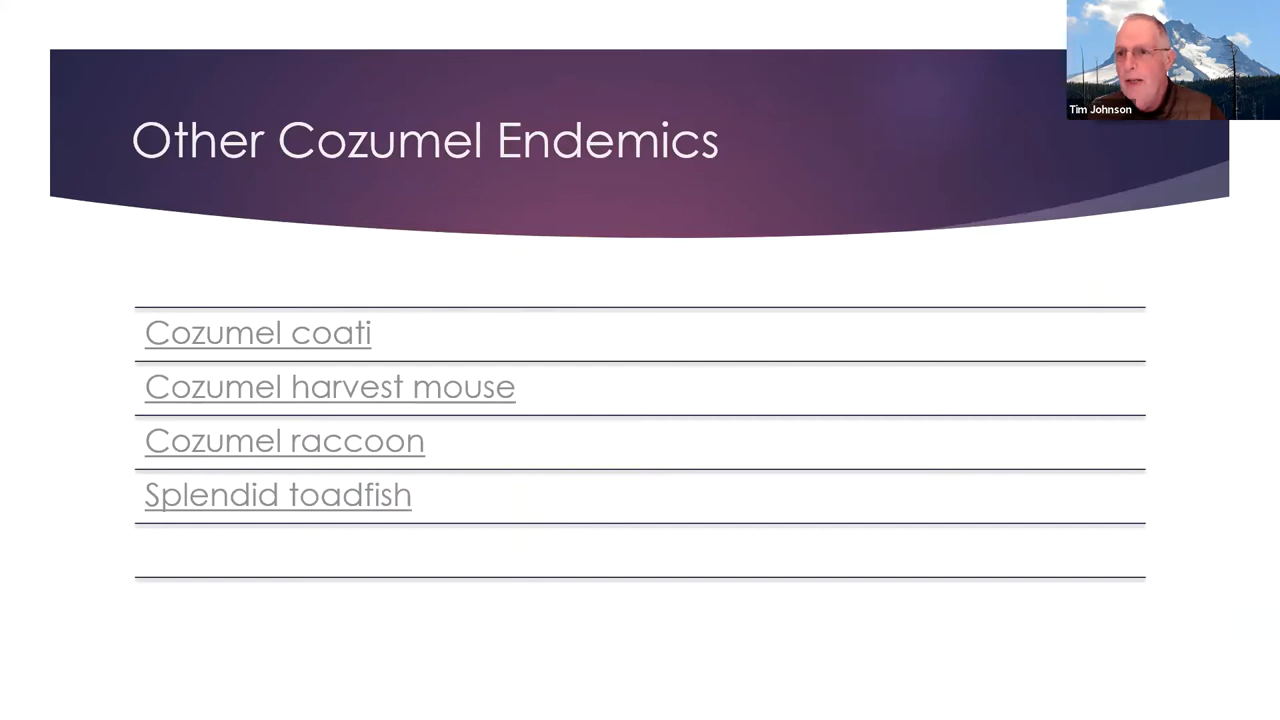 Tim Johnson
Other Cozumel Endemics
Cozumel coati
Cozumel harvest mouse
Cozumel raccoon
Splendid toadfish